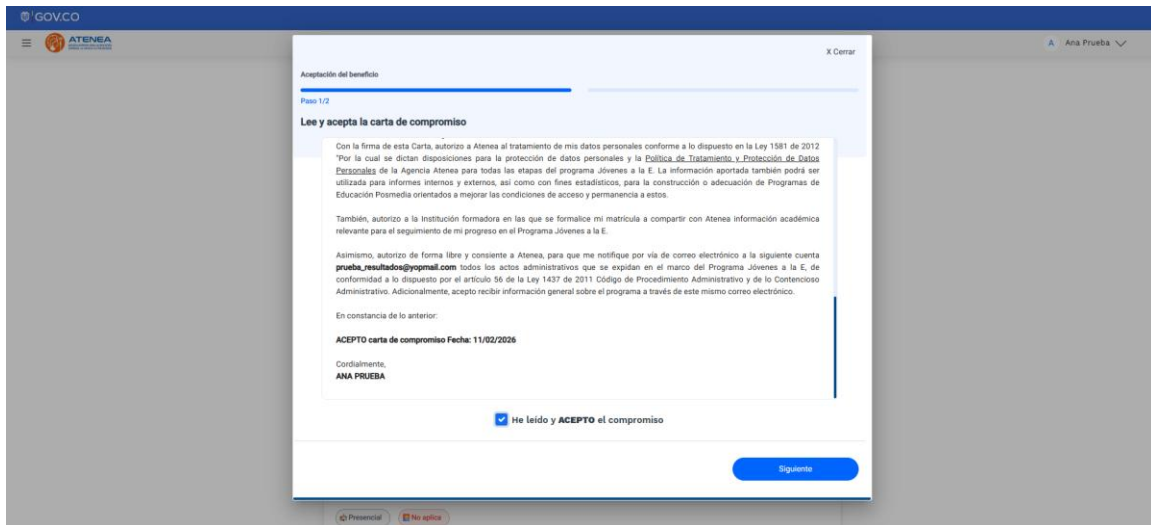 GOV.CO
ATENEA
A Ana Prueba
X Cerrar
Aceptación del beneficio
Paso 1/2
Lee y acepta la carta de compromiso
Con la firma de esta Carta, autorizo a Atenea al tratamiento de mis datos personales conforme a lo dispuesto en la Ley 1581 de 2012
"Por la cual se dictan disposiciones para la protección de datos personales y la Política de Tratamiento y Protección de Datos
Personales de la Agencia Atenea para todas las etapas del programa Jóvenes a la E. La información aportada también podrá ser
utilizada para informes internos y externos, así como con fines estadísticos, para la construcción o adecuación de Programas de
Educación Posmedia orientados a mejorar las condiciones de acceso y permanencia a estos.
También, autorizo a la Institución formadora en las que se formalice mi matrícula a compartir con Atenea información académica
relevante para el seguimiento de mi progreso en el Programa Jóvenes a la E.
Asimismo, autorizo de forma libre y consiente a Atenea, para que me notifique por vía de correo electrónico a la siguiente cuenta
prueba_resultados@yopmail.com todos los actos administrativos que se expidan en el marco del Programa Jóvenes a la E, de
conformidad a lo dispuesto por el artículo 56 de la Ley 1437 de 2011 Código de Procedimiento Administrativo y de lo Contencioso
Administrativo. Adicionalmente, acepto recibir información general sobre el programa a través de este mismo correo electrónico.
En constancia de lo anterior:
ACEPTO carta de compromiso Fecha: 11/02/2026
Cordialmente,
ANA PRUEBA
He leído y ACEPTO el compromiso
Siguiente
Presencial No aplica